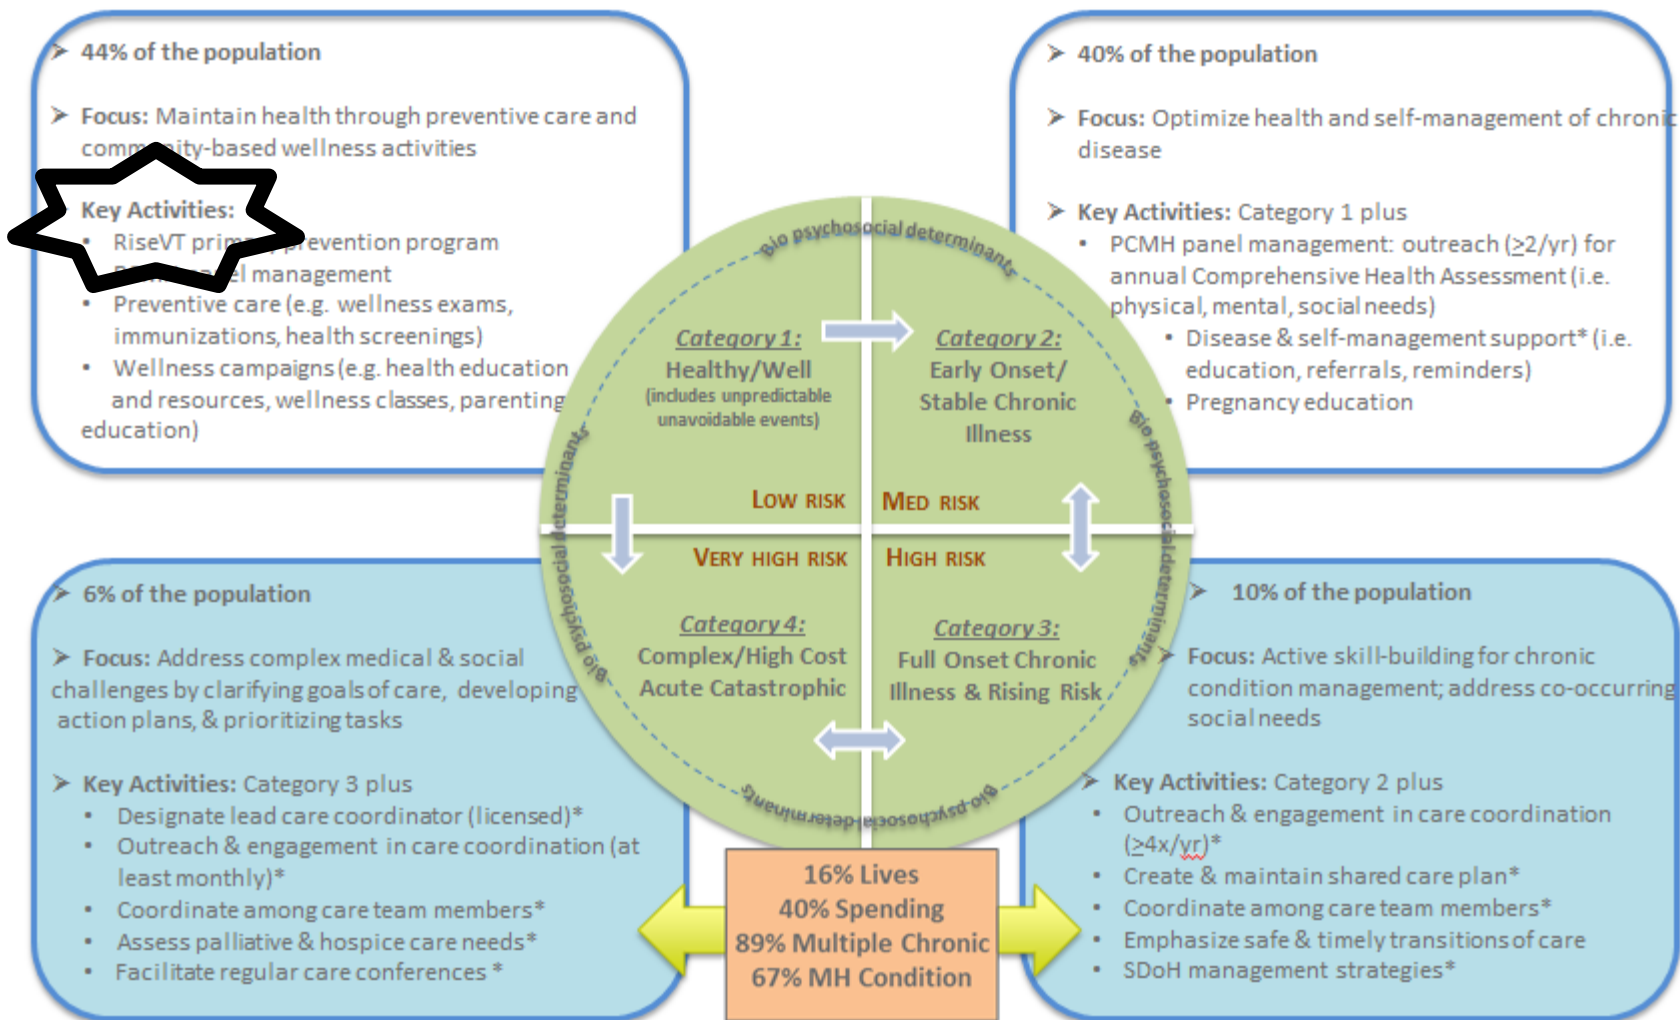 ➢ 44% of the population
➢ Focus: Maintain health through preventive care and
community-based wellness activities
Key Activities:
• RiseVT primary prevention program
panel management
• Preventive care (e.g. wellness exams,
immunizations, health screenings)
• Wellness campaigns (e.g. health education
and resources, wellness classes, parenting
education)
➢ 40% of the population
➢ Focus: Optimize health and self-management of chronic
disease
➢ Key Activities: Category 1 plus
• PCMH panel management: outreach (≥2/yr) for
annual Comprehensive Health Assessment (i.e.
physical, mental, social needs)
• Disease & self-management support* (i.e.
education, referrals, reminders)
• Pregnancy education
Bio psychosocial determinants
Category 1:
Healthy/Well
(includes unpredictable
unavoidable events)
LOW RISK
Category 2:
Early Onset/
Stable Chronic
Illness
MED RISK
Bio psychosocial determinants
Bio psychosocial determinants
VERY HIGH RISK
Category 4:
Complex/High Cost
Acute Catastrophic
HIGH RISK
Category 3:
Full Onset Chronic
Illness & Rising Risk
Bio psychosocial determinants
➢ 6% of the population
➢ Focus: Address complex medical & social
challenges by clarifying goals of care, developing
action plans, & prioritizing tasks
➢ Key Activities: Category 3 plus
• Designate lead care coordinator (licensed)*
• Outreach & engagement in care coordination (at
least monthly)*
• Coordinate among care team members*
• Assess palliative & hospice care needs*
• Facilitate regular care conferences *
➢ 10% of the population
➢ Focus: Active skill-building for chronic
condition management; address co-occurring
social needs
➢ Key Activities: Category 2 plus
• Outreach & engagement in care coordination
(≥4x/yr)*
• Create & maintain shared care plan*
• Coordinate among care team members*
• Emphasize safe & timely transitions of care
• SDoH management strategies*
16% Lives
40% Spending
89% Multiple Chronic
67% MH Condition